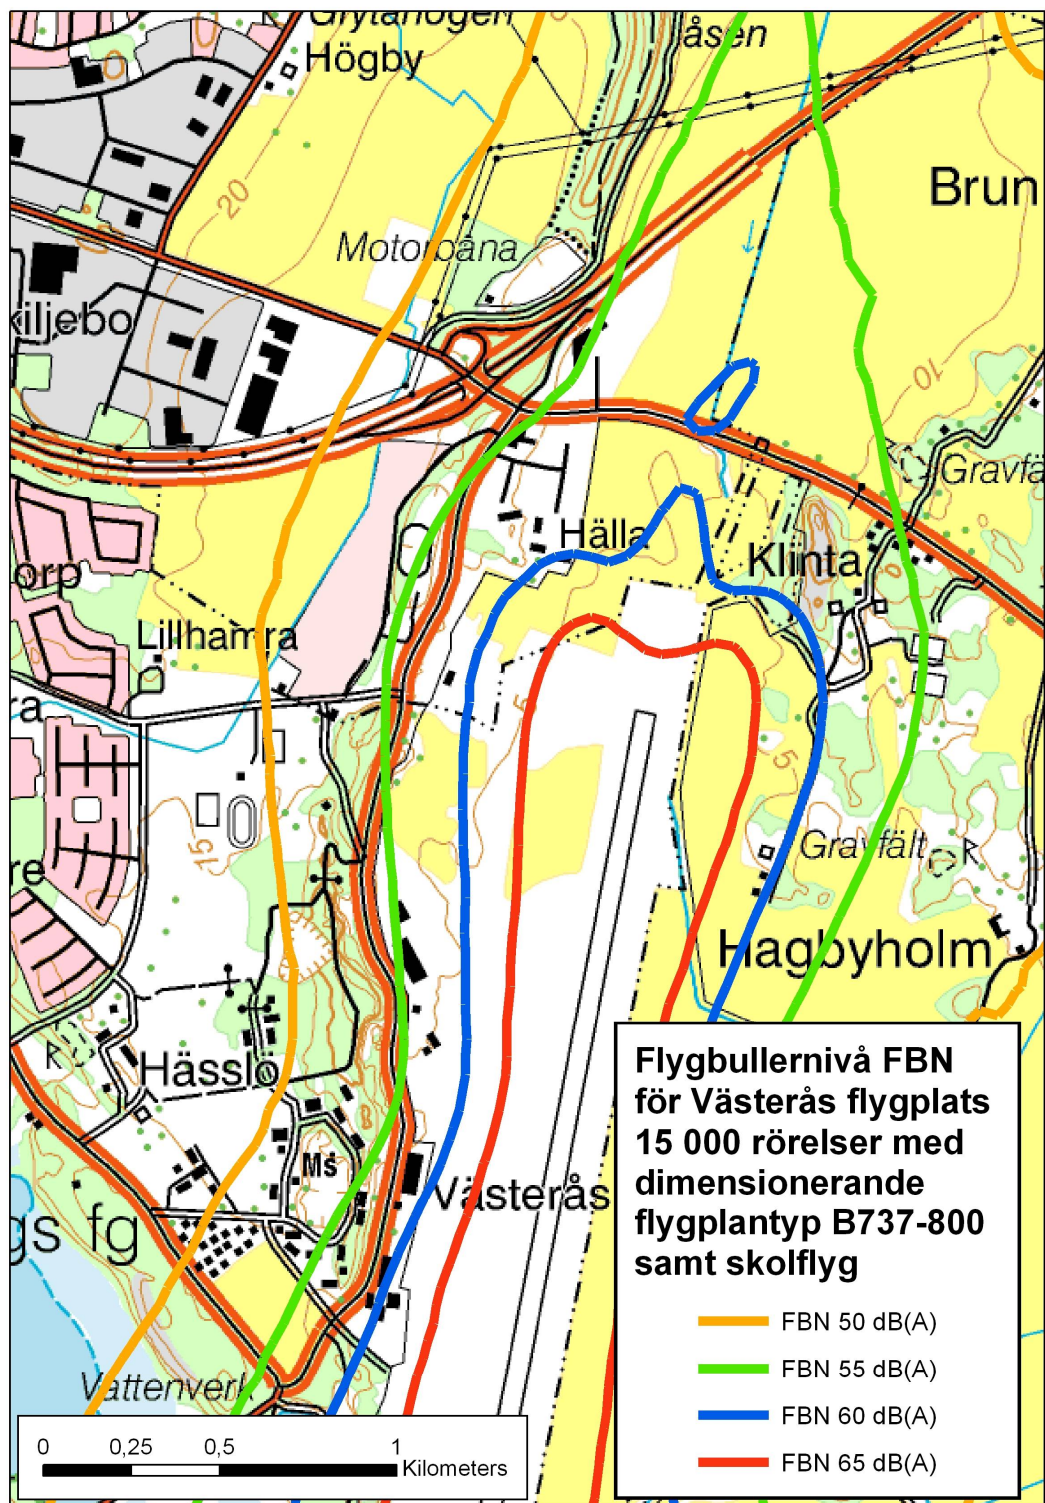 Högby
åsen
20
Brun
Motorbana
10
Gravfä
Hälla
Klinta
orp
Lillhamra
ra
5
5
15
Gravfält
R
re
Hagbyholm
R
Hässlö
Ms
Västerås
gs fg
Vattenverk
Flygbullernivå FBN
för Västerås flygplats
15 000 rörelser med
dimensionerande
flygplantyp B737-800
samt skolflyg
FBN 50 dB(A)
FBN 55 dB(A)
FBN 60 dB(A)
FBN 65 dB(A)
0 0,25 0,5 1
Kilometers